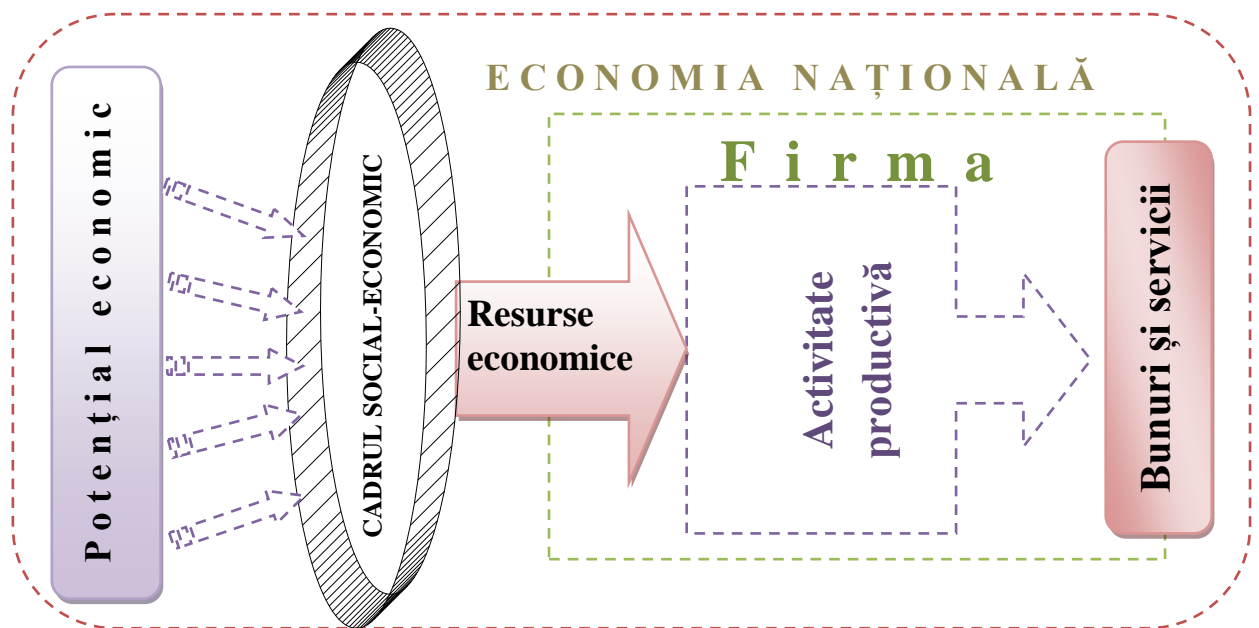 Potențial economic
CADRUL SOCIAL-ECONOMIC
ECONOMIA NAȚIONALĂ
Firma
Resurse
economice
Activitate
productivă
Bunuri și servicii